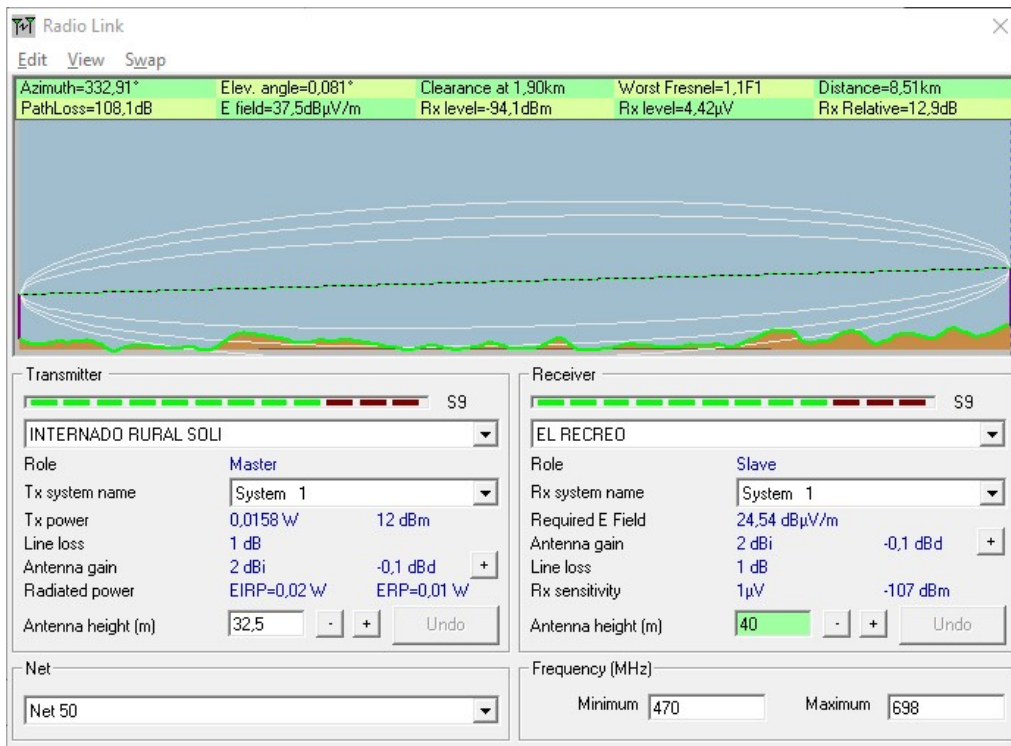 Radio Link
Edit View Swap
Azimuth=332,91° Elev. angle=0,081° Clearance at 1,90km Worst Fresnel=1,1F1 Distance=8,51km
PathLoss=108,1dB E field=37,5dBµV/m Rx level=-94,1dBm Rx level=4,42µV Rx Relative=12,9dB
Transmitter
S9
INTERNADO RURAL SOLI
Role Master
Tx system name System 1
Tx power 0,0158 W 12 dBm
Line loss 1 dB
Antenna gain 2 dBi -0,1 dBd +
Radiated power EIRP=0,02 W ERP=0,01 W
Antenna height (m) 32,5 - + Undo
Receiver
S9
EL RECREO
Role Slave
Rx system name System 1
Required E Field 24,54 dBµV/m
Antenna gain 2 dBi -0,1 dBd +
Line loss 1 dB
Rx sensitivity 1µV -107 dBm
Antenna height (m) 40 - + Undo
Net
Net 50
Frequency (MHz)
Minimum 470 Maximum 698